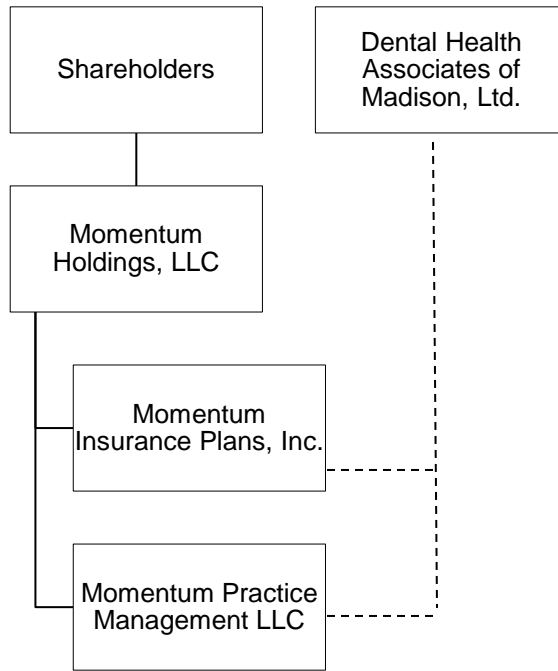 Shareholders
Dental Health
Associates of
Madison, Ltd.
Momentum
Holdings, LLC
Momentum
Insurance Plans, Inc.
Momentum Practice
Management LLC